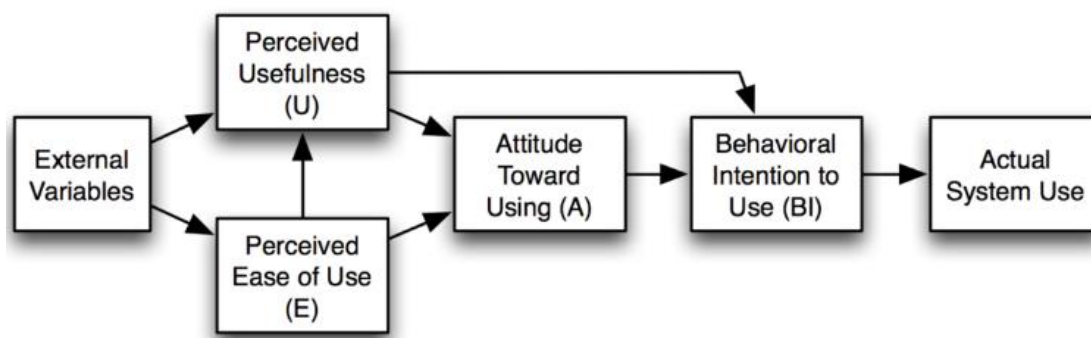 External
Variables
Perceived
Usefulness
(U)
Perceived
Ease of Use
(E)
Attitude
Toward
Using (A)
Behavioral
Intention to
Use (BI)
Actual
System Use